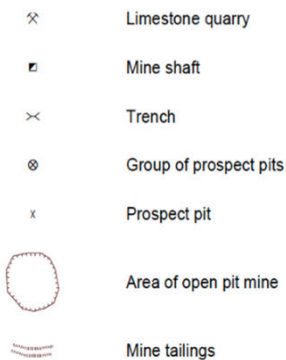 Limestone quarry
Mine shaft
Trench
Group of prospect pits
x Prospect pit
Area of open pit mine
Mine tailings